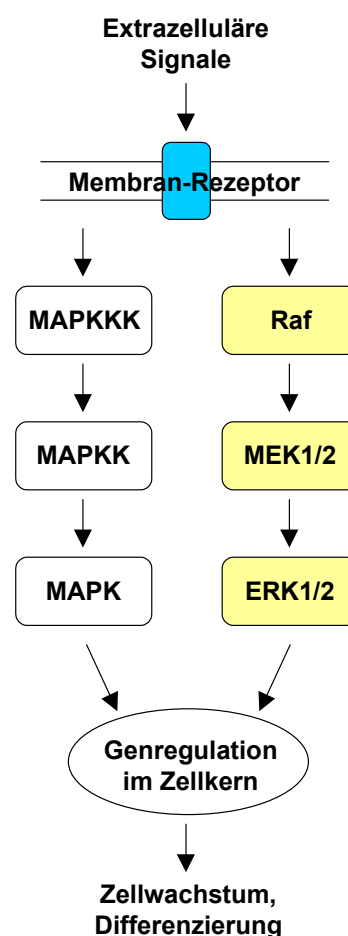 Extrazelluläre
Signale
Membran-Rezeptor
MAPKKK
Raf
MAPKK
MEK1/2
MAPK
ERK1/2
Genregulation
im Zellkern
Zellwachstum,
Differenzierung